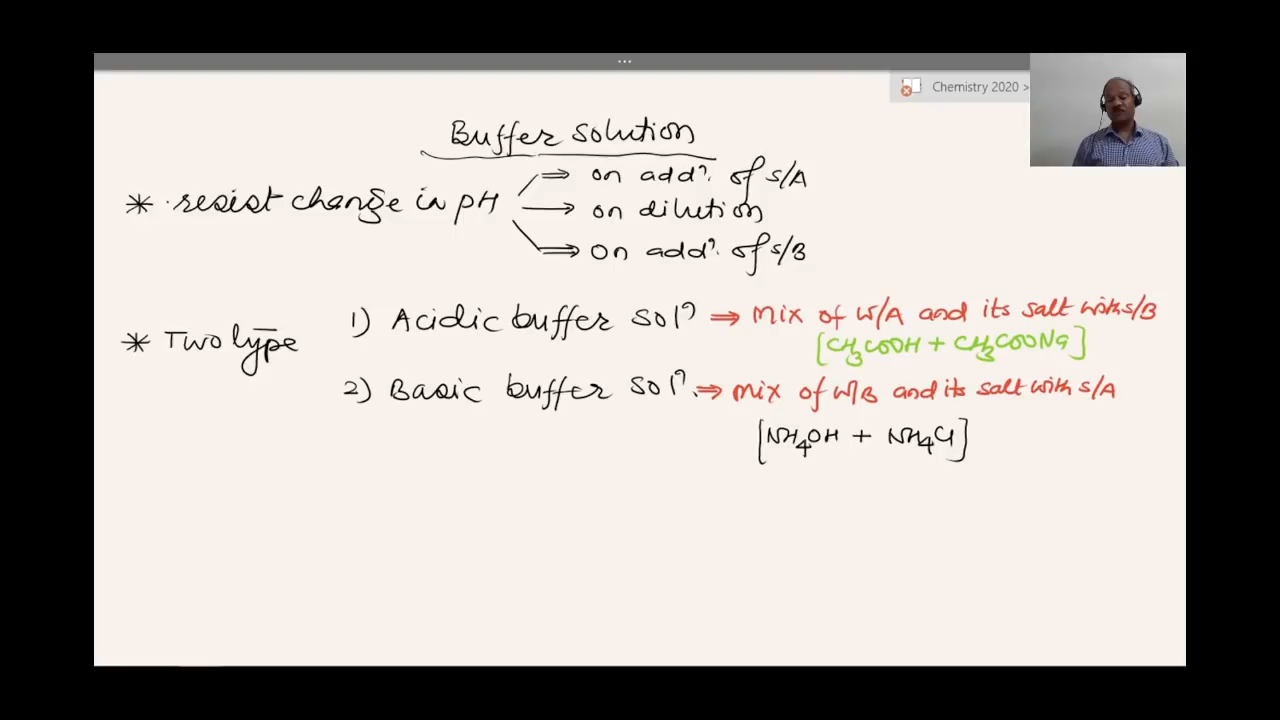 ...
Chemistry 2020 >
Buffer solution
* resist change in pH ⇒ on addn. of S/A
→ on dilution
⇒ on addn. of S/B
* Two type 1) Acidic buffer soln ⇒ Mix of W/A and its salt with S/B
[CH3COOH + CH3COONa]
2) Basic buffer soln. ⇒ Mix of W/B and its salt with S/A
[NH4OH + NH4Cl]